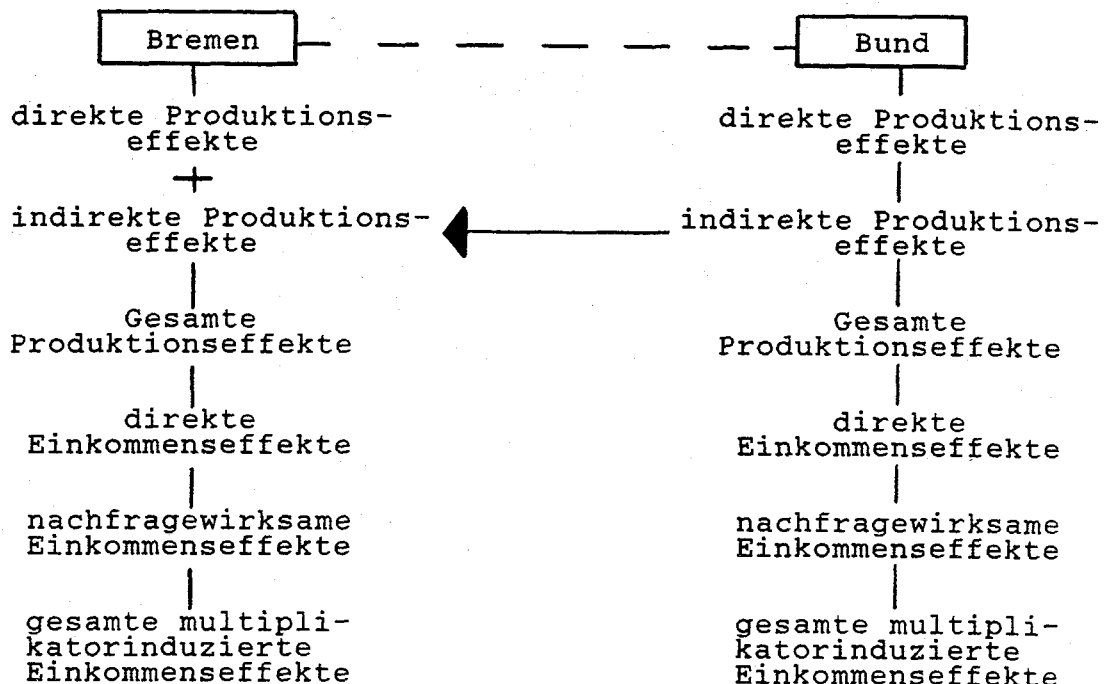 Bremen
direkte Produktions-
effekte
+
indirekte Produktions-
effekte
Gesamte
Produktionseffekte
direkte
Einkommenseffekte
nachfragewirksame
Einkommenseffekte
gesamte multipli-
katorinduzierte
Einkommenseffekte
Bund
direkte Produktions-
effekte
indirekte Produktions-
effekte
Gesamte
Produktionseffekte
direkte
Einkommenseffekte
nachfragewirksame
Einkommenseffekte
gesamte multipli-
katorinduzierte
Einkommenseffekte